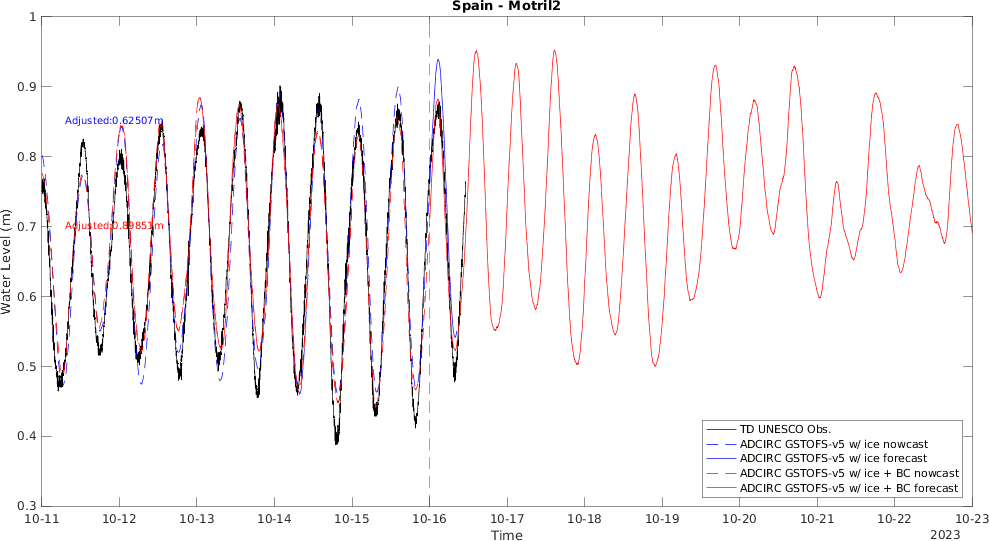 Spain - Motril2
1
0.9
0.8
0.7
0.6
0.5
0.4
0.3
Water Level (m)
Adjusted:0.62507m
Adjusted:0.89851m
TD UNESCO Obs.
ADCIRC GSTOFS-v5 w/ ice nowcast
ADCIRC GSTOFS-v5 w/ ice forecast
ADCIRC GSTOFS-v5 w/ ice + BC nowcast
ADCIRC GSTOFS-v5 w/ ice + BC forecast
10-11 10-12 10-13 10-14 10-15 10-16 10-17 10-18 10-19 10-20 10-21 10-22 10-23
Time
2023